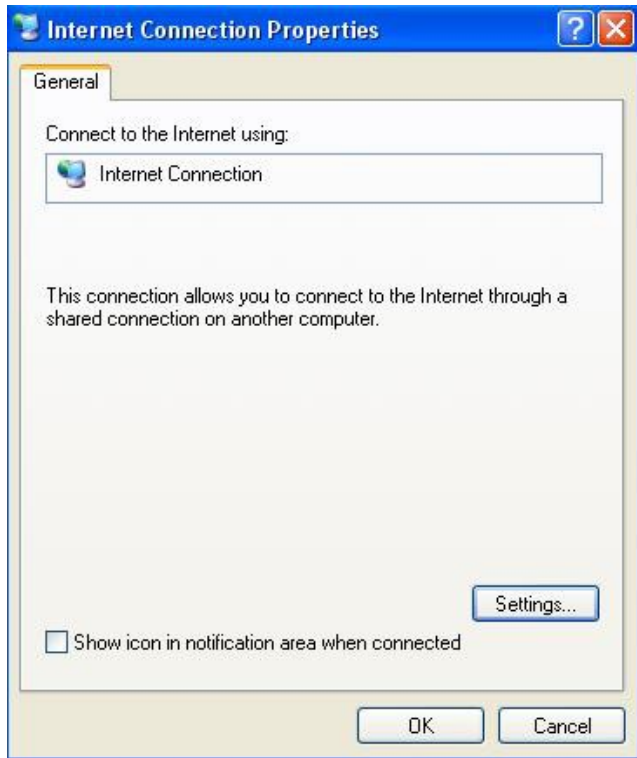 Internet Connection Properties
General
Connect to the Internet using:
Internet Connection
This connection allows you to connect to the Internet through a
shared connection on another computer.
Settings...
Show icon in notification area when connected
OK
Cancel